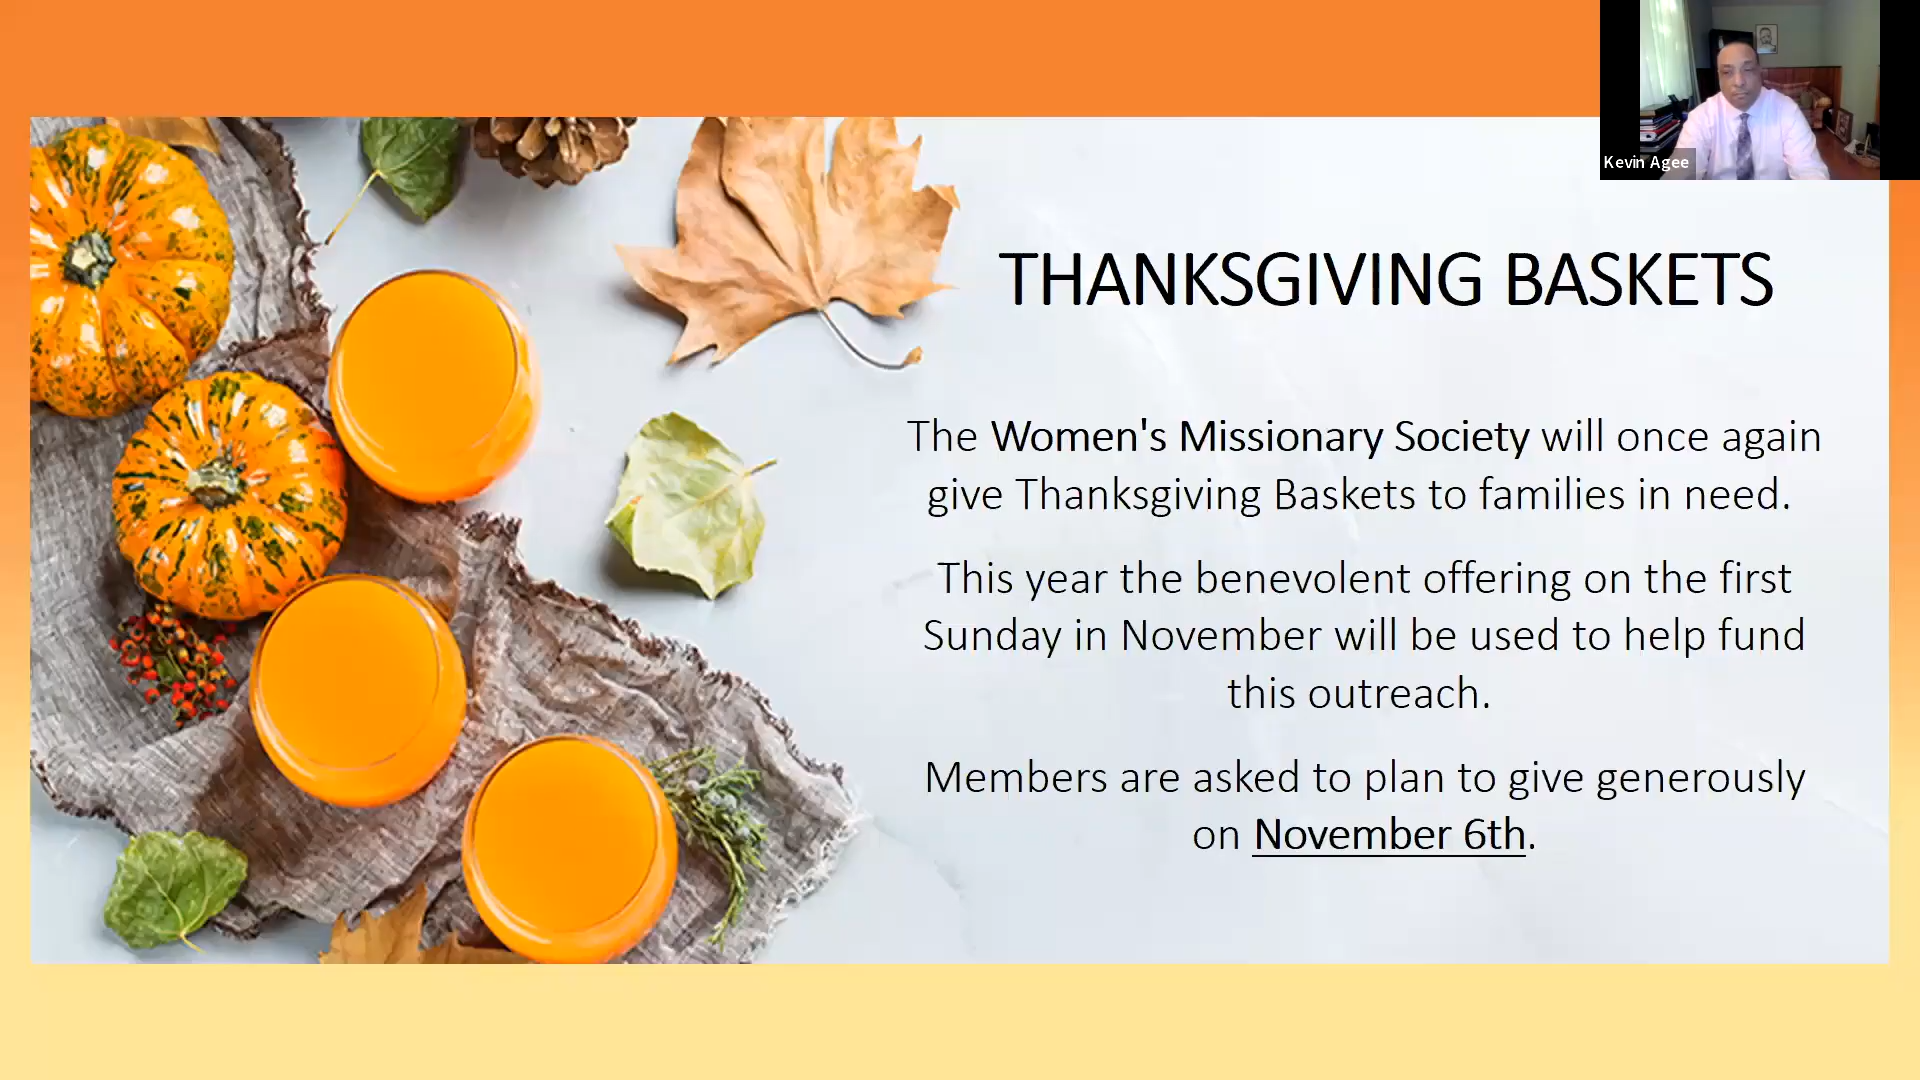 Kevin Agee
THANKSGIVING BASKETS
The Women's Missionary Society will once again
give Thanksgiving Baskets to families in need.
This year the benevolent offering on the first
Sunday in November will be used to help fund
this outreach.
Members are asked to plan to give generously
on November 6th.